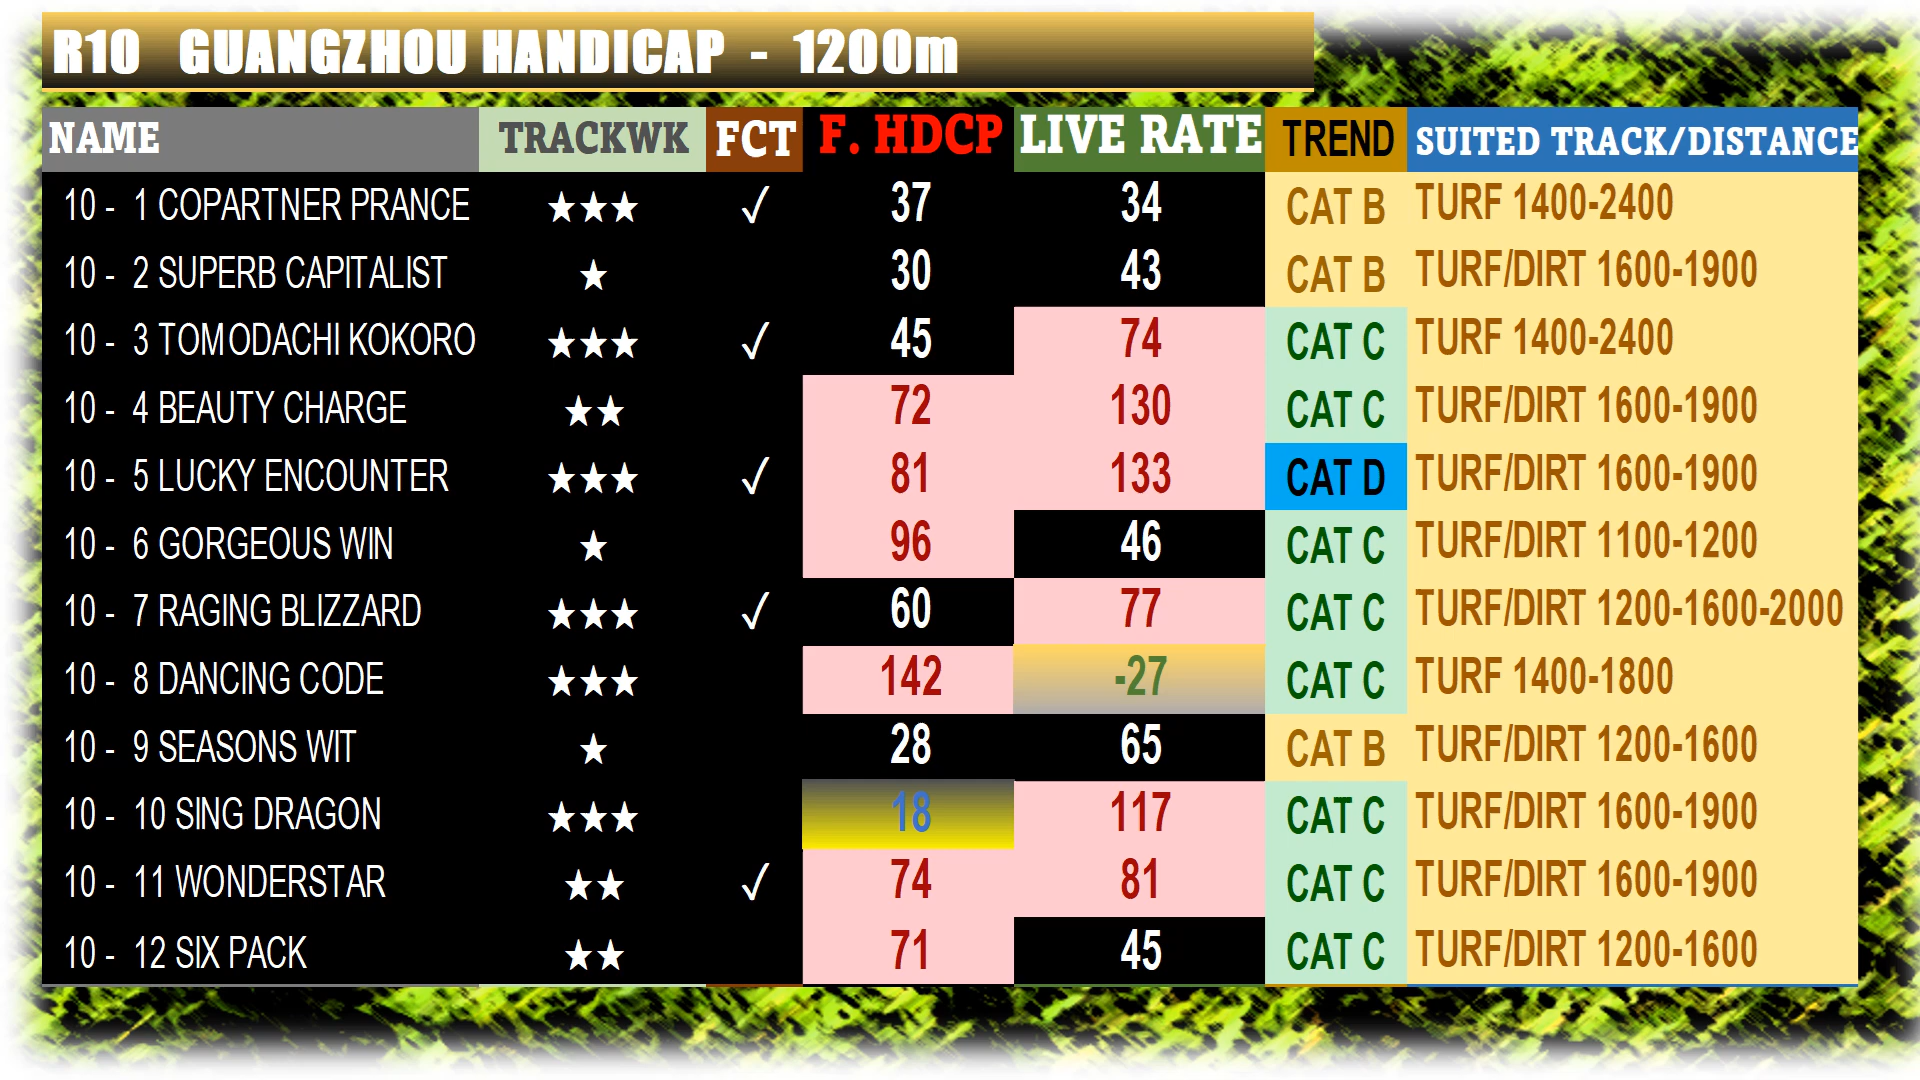 R10 GUANGZHOU HANDICAP - 1200m
NAME TRACKWK FCT F. HDCP LIVE RATE TREND SUITED TRACK/DISTANCE
10 - 1 COPARTNER PRANCE ★★★ ✓ 37 34 CAT B TURF 1400-2400
10 - 2 SUPERB CAPITALIST ★ 30 43 CAT B TURF/DIRT 1600-1900
10 - 3 TOMODACHI KOKORO ★★★ ✓ 45 74 CAT C TURF 1400-2400
10 - 4 BEAUTY CHARGE ★★ 72 130 CAT C TURF/DIRT 1600-1900
10 - 5 LUCKY ENCOUNTER ★★★ ✓ 81 133 CAT D TURF/DIRT 1600-1900
10 - 6 GORGEOUS WIN ★ 96 46 CAT C TURF/DIRT 1100-1200
10 - 7 RAGING BLIZZARD ★★★ ✓ 60 77 CAT C TURF/DIRT 1200-1600-2000
10 - 8 DANCING CODE ★★★ 142 -27 CAT C TURF 1400-1800
10 - 9 SEASONS WIT ★ 28 65 CAT B TURF/DIRT 1200-1600
10 - 10 SING DRAGON ★★★ 18 117 CAT C TURF/DIRT 1600-1900
10 - 11 WONDERSTAR ★★ ✓ 74 81 CAT C TURF/DIRT 1600-1900
10 - 12 SIX PACK ★★ 71 45 CAT C TURF/DIRT 1200-1600